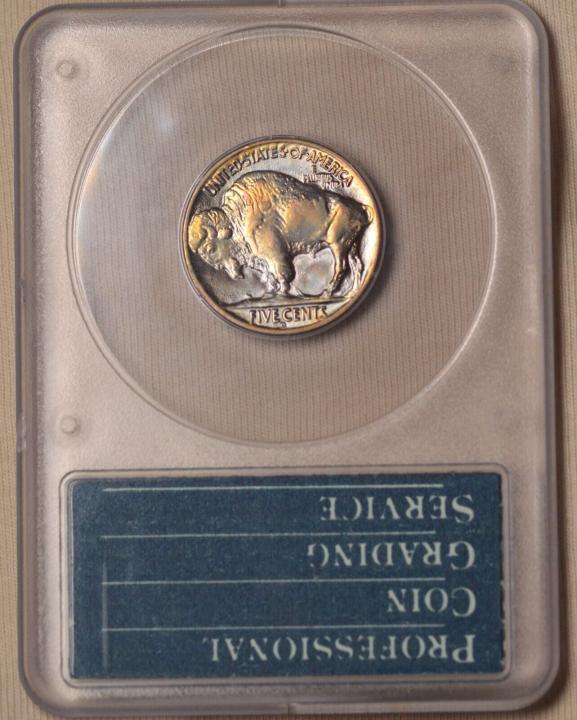 UNITED·STATES·OF·AMERICA
E
PLURIBUS
UNUM
FIVE CENTS
PROFESSIONAL
COIN
GRADING
SERVICE